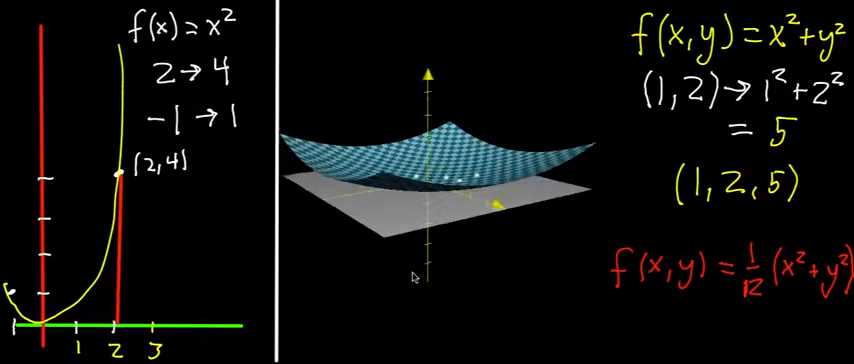 f(x) = x²
2 → 4
-1 → 1
(2,4)
1 2 3
f(x,y) = x²+y²
(1,2) → 1²+2²
= 5
(1,2,5)
f(x,y) = 1/12 (x²+y²)